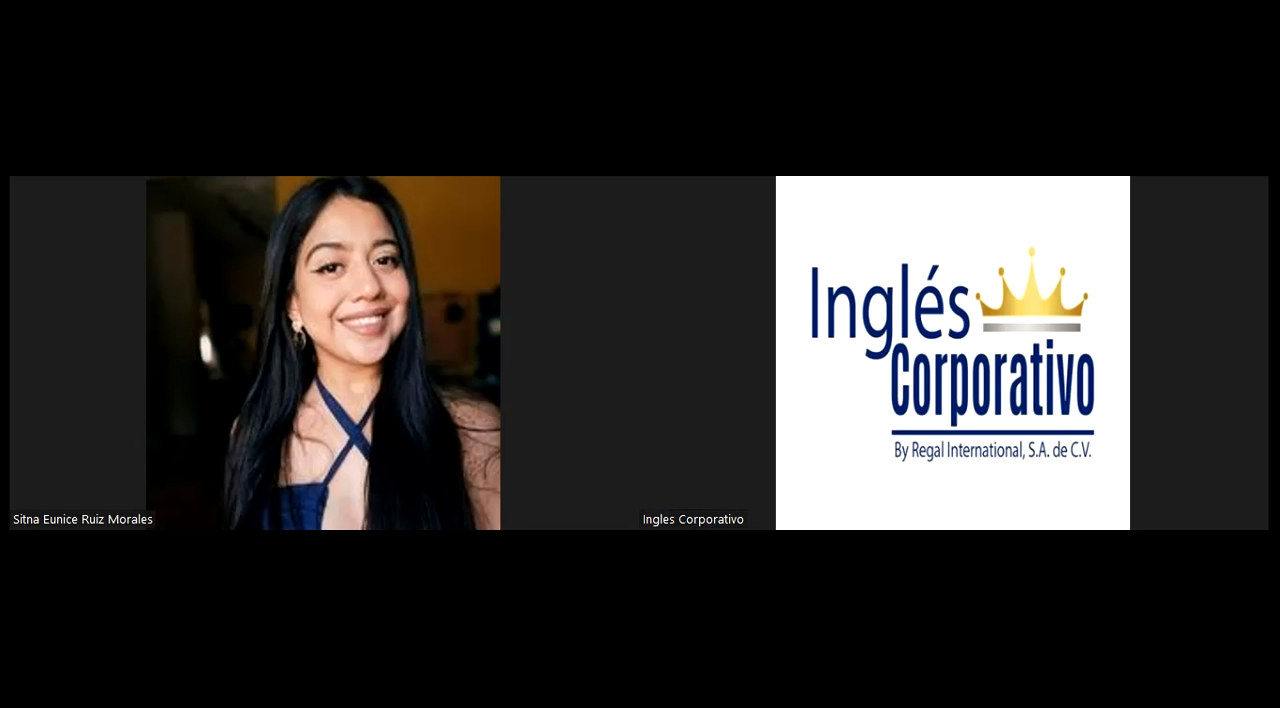 Inglés
Corporativo
By Regal International, S.A. de C.V.
Sitna Eunice Ruiz Morales
Ingles Corporativo